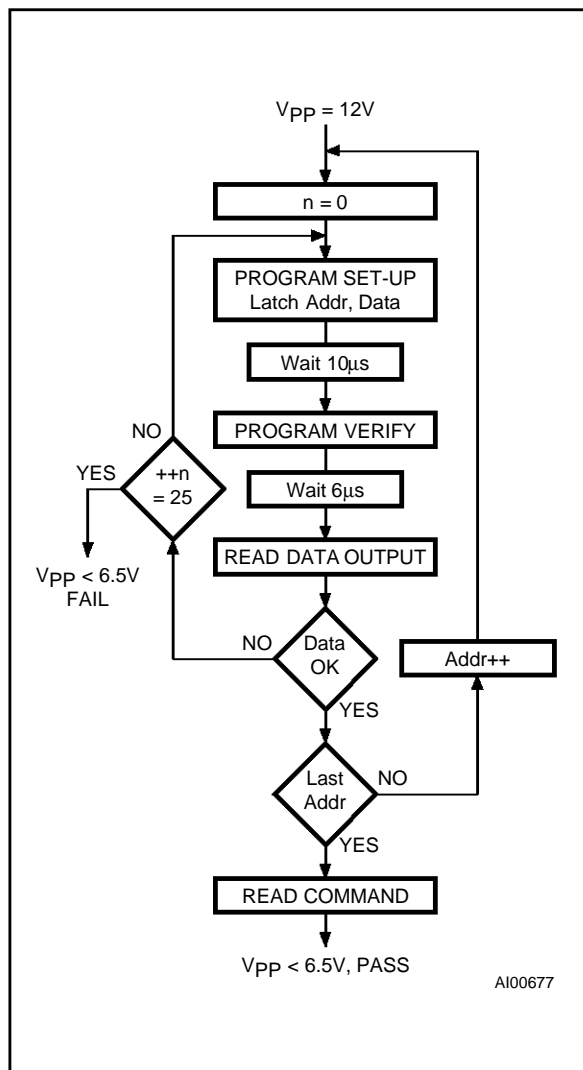 VPP = 12V
n = 0
PROGRAM SET-UP
Latch Addr, Data
Wait 10µs
NO
PROGRAM VERIFY
YES
++n
= 25
Wait 6µs
VPP < 6.5V
FAIL
READ DATA OUTPUT
NO
Data
OK
Addr++
YES
Last
Addr
NO
YES
READ COMMAND
VPP < 6.5V, PASS
AI00677